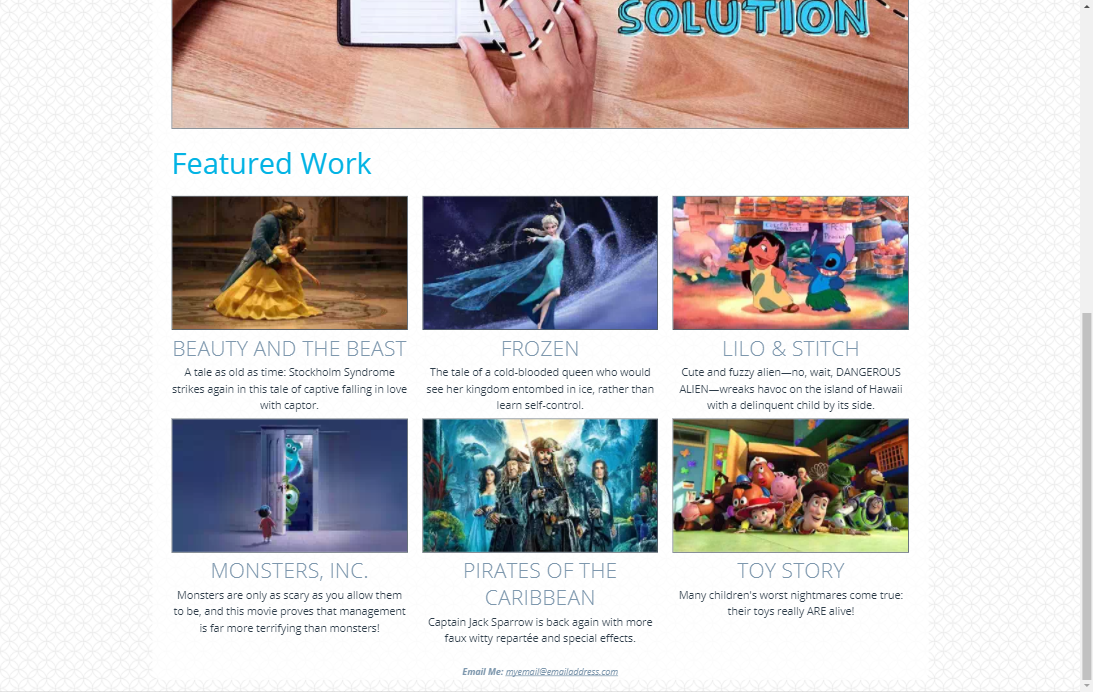 SOLUTION
Featured Work
BEAUTY AND THE BEAST
A tale as old as time: Stockholm Syndrome
strikes again in this tale of captive falling in love
with captor.
FROZEN
The tale of a cold-blooded queen who would
see her kingdom entombed in ice, rather than
learn self-control.
LILO & STITCH
Cute and fuzzy alien—no, wait, DANGEROUS
ALIEN—wreaks havoc on the island of Hawaii
with a delinquent child by its side.
MONSTERS, INC.
Monsters are only as scary as you allow them
to be, and this movie proves that management
is far more terrifying than monsters!
PIRATES OF THE
CARIBBEAN
Captain Jack Sparrow is back again with more
faux witty repartée and special effects.
TOY STORY
Many children's worst nightmares come true:
their toys really ARE alive!
Email Me: myemail@emailaddress.com